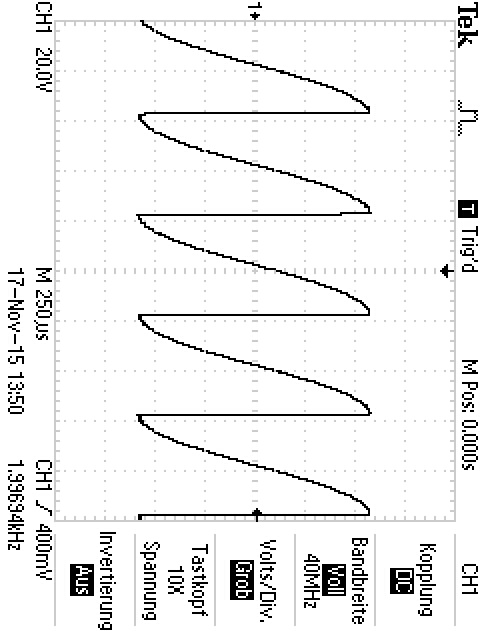 Tek
T Trig'd
M Pos: 0.000s
CH1
Kopplung
DC
Bandbreite
Voll
40MHz
Volts/Div.
Grob
Tastkopf
10X
Spannung
Invertierung
Aus
1
CH1 20.0V
M 250µs
CH1 / 400mV
17-Nov-15 13:50
1.99694kHz